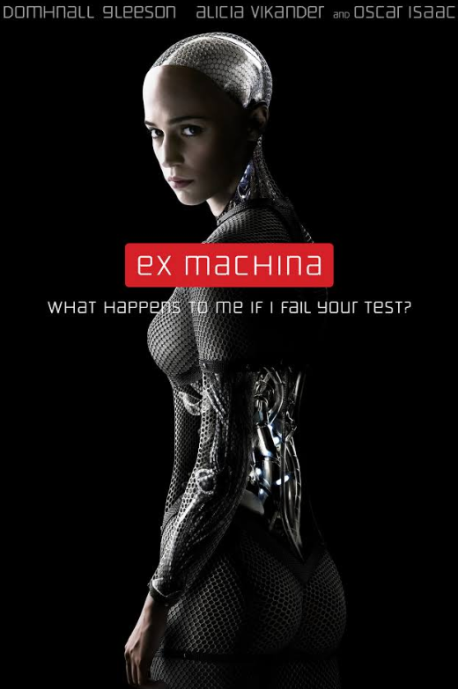 DOMHNALL GLEESON ALICIA VIKANDER AND OSCAR ISAAC
EX MACHINA
WHAT HAPPENS TO ME IF I FAIL YOUR TEST?